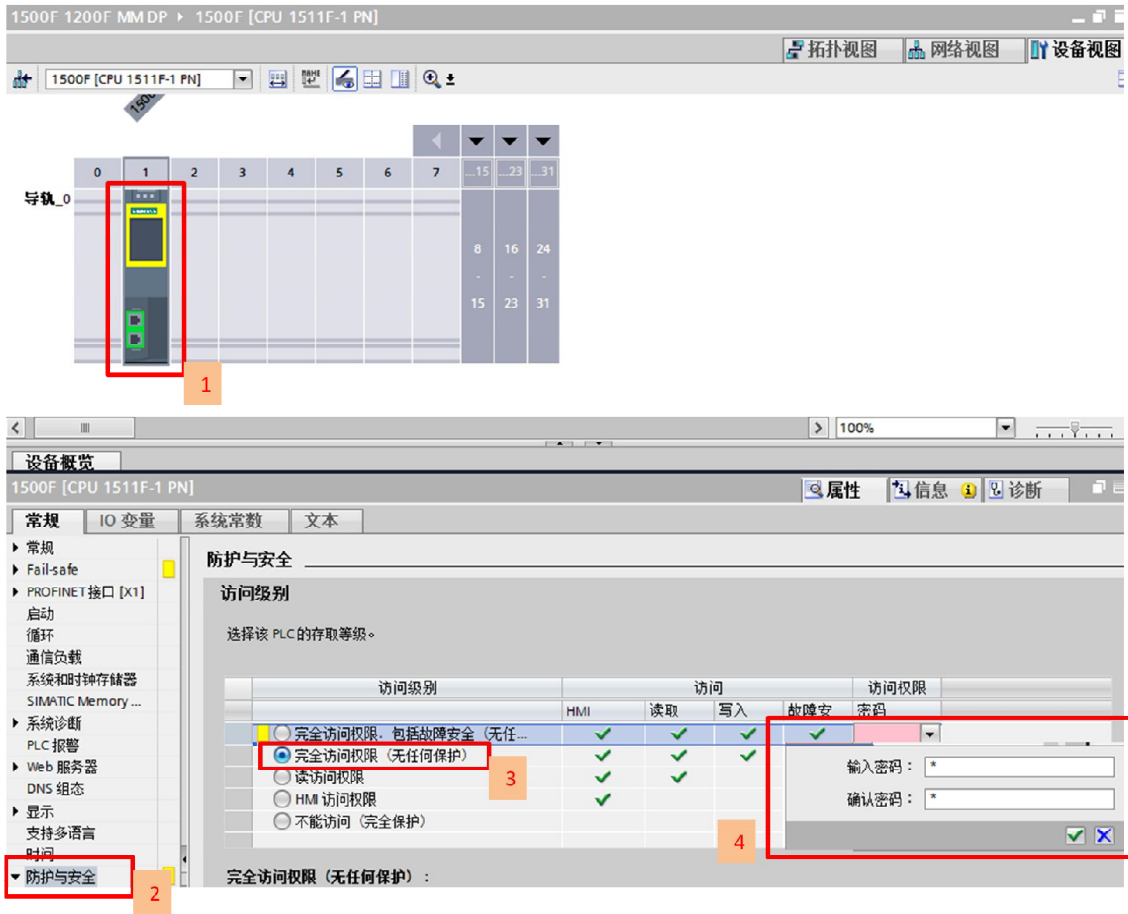 1500F 1200F MM DP ▸ 1500F [CPU 1511F-1 PN]
拓扑视图 网络视图 设备视图
1500F [CPU 1511F-1 PN]
0 1 2 3 4 5 6 7 ...15 ...23 ...31
导轨_0
SIEMENS
8 16 24
- - -
15 23 31
1
100%
设备概览
1500F [CPU 1511F-1 PN]
属性 信息 诊断
常规 IO 变量 系统常数 文本
常规
Fail-safe
PROFINET接口 [X1]
启动
循环
通信负载
系统和时钟存储器
SIMATIC Memory ...
系统诊断
PLC 报警
Web 服务器
DNS 组态
显示
支持多语言
时间
防护与安全
2
防护与安全
访问级别
选择该 PLC的存取等级。
访问级别 访问 访问权限
HMI 读取 写入 故障安 密码
完全访问权限，包括故障安全（无任...
完全访问权限（无任何保护）
读访问权限
HMI 访问权限
不能访问（完全保护）
3
输入密码： *
确认密码： *
4
完全访问权限（无任何保护）：